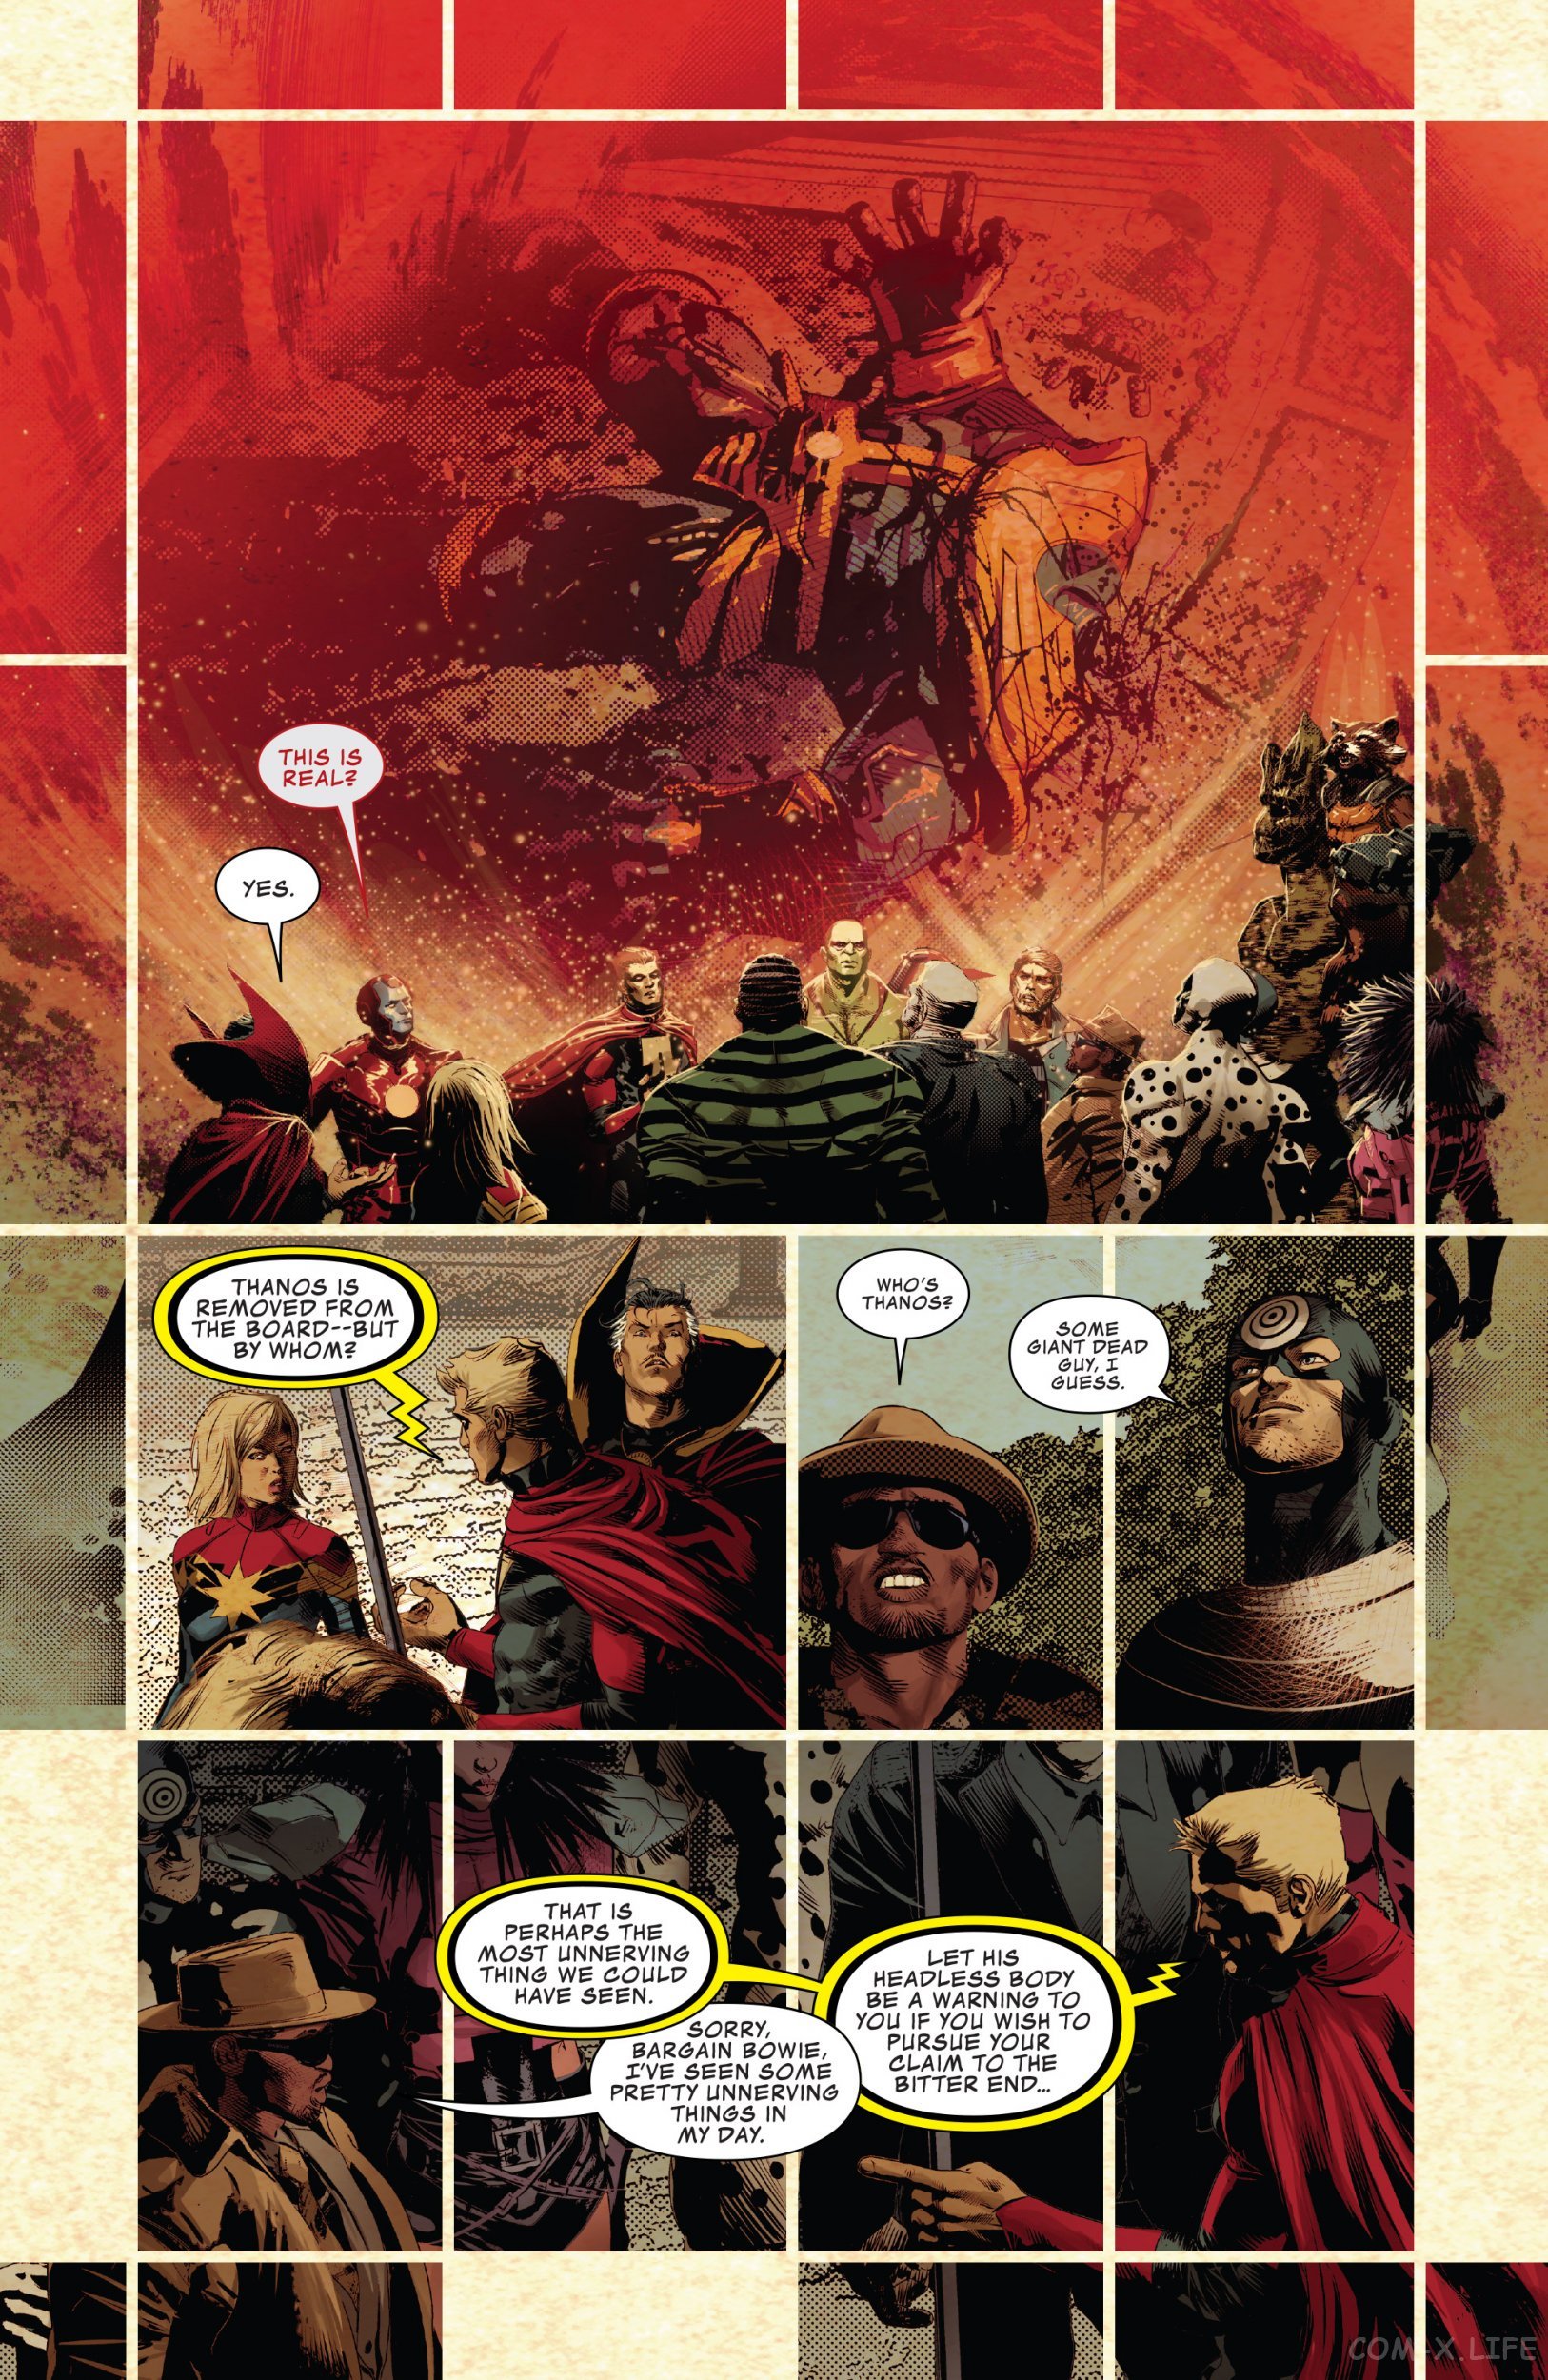 THIS IS
REAL?
YES.
THANOS IS
REMOVED FROM
THE BOARD--BUT
BY WHOM?
WHO'S
THANOS?
SOME
GIANT DEAD
GUY, I
GUESS.
THAT IS
PERHAPS THE
MOST UNNERVING
THING WE COULD
HAVE SEEN.
SORRY,
BARGAIN BOWIE,
I'VE SEEN SOME
PRETTY UNNERVING
THINGS IN
MY DAY.
LET HIS
HEADLESS BODY
BE A WARNING TO
YOU IF YOU WISH TO
PURSUE YOUR
CLAIM TO THE
BITTER END...
COM-X.LIFE